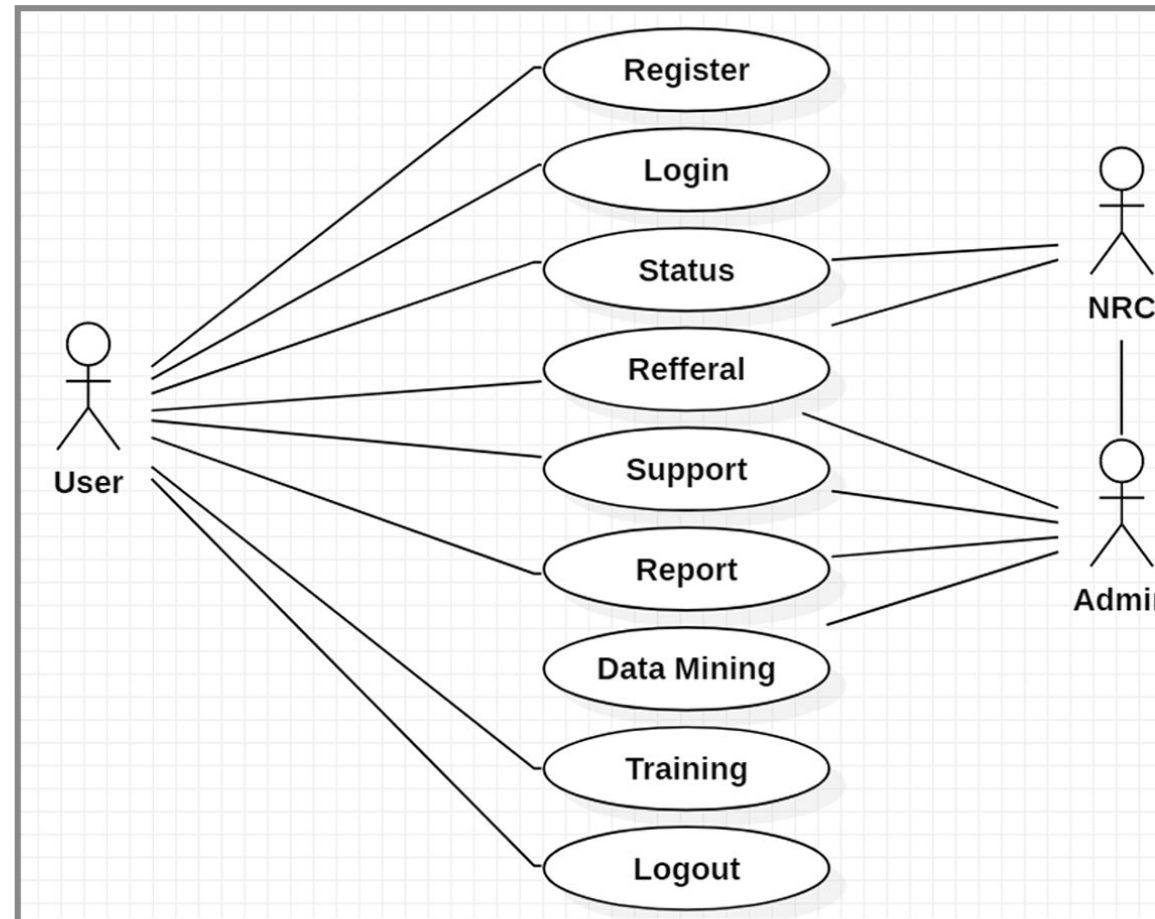 Register
Login
Status
Refferal
Support
Report
Data Mining
Training
Logout
User
NRC